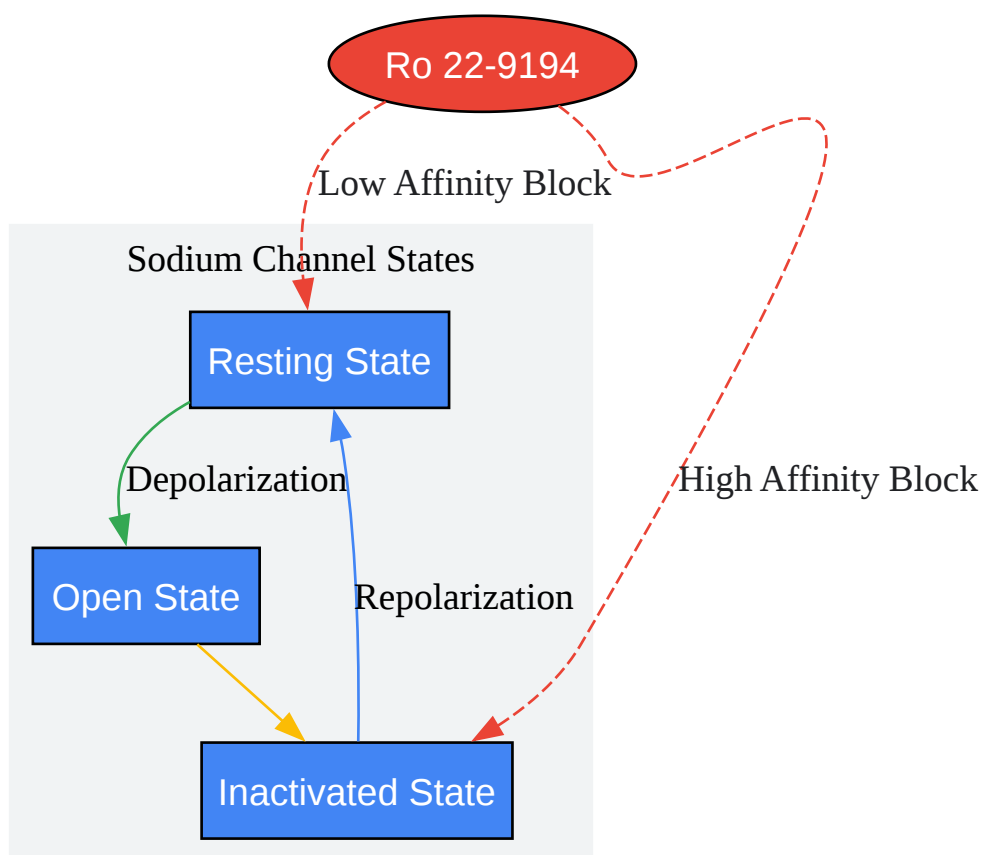 Ro 22-9194
Low Affinity Block
Sodium Channel States
Resting State
Depolarization
High Affinity Block
Open State
Repolarization
Inactivated State